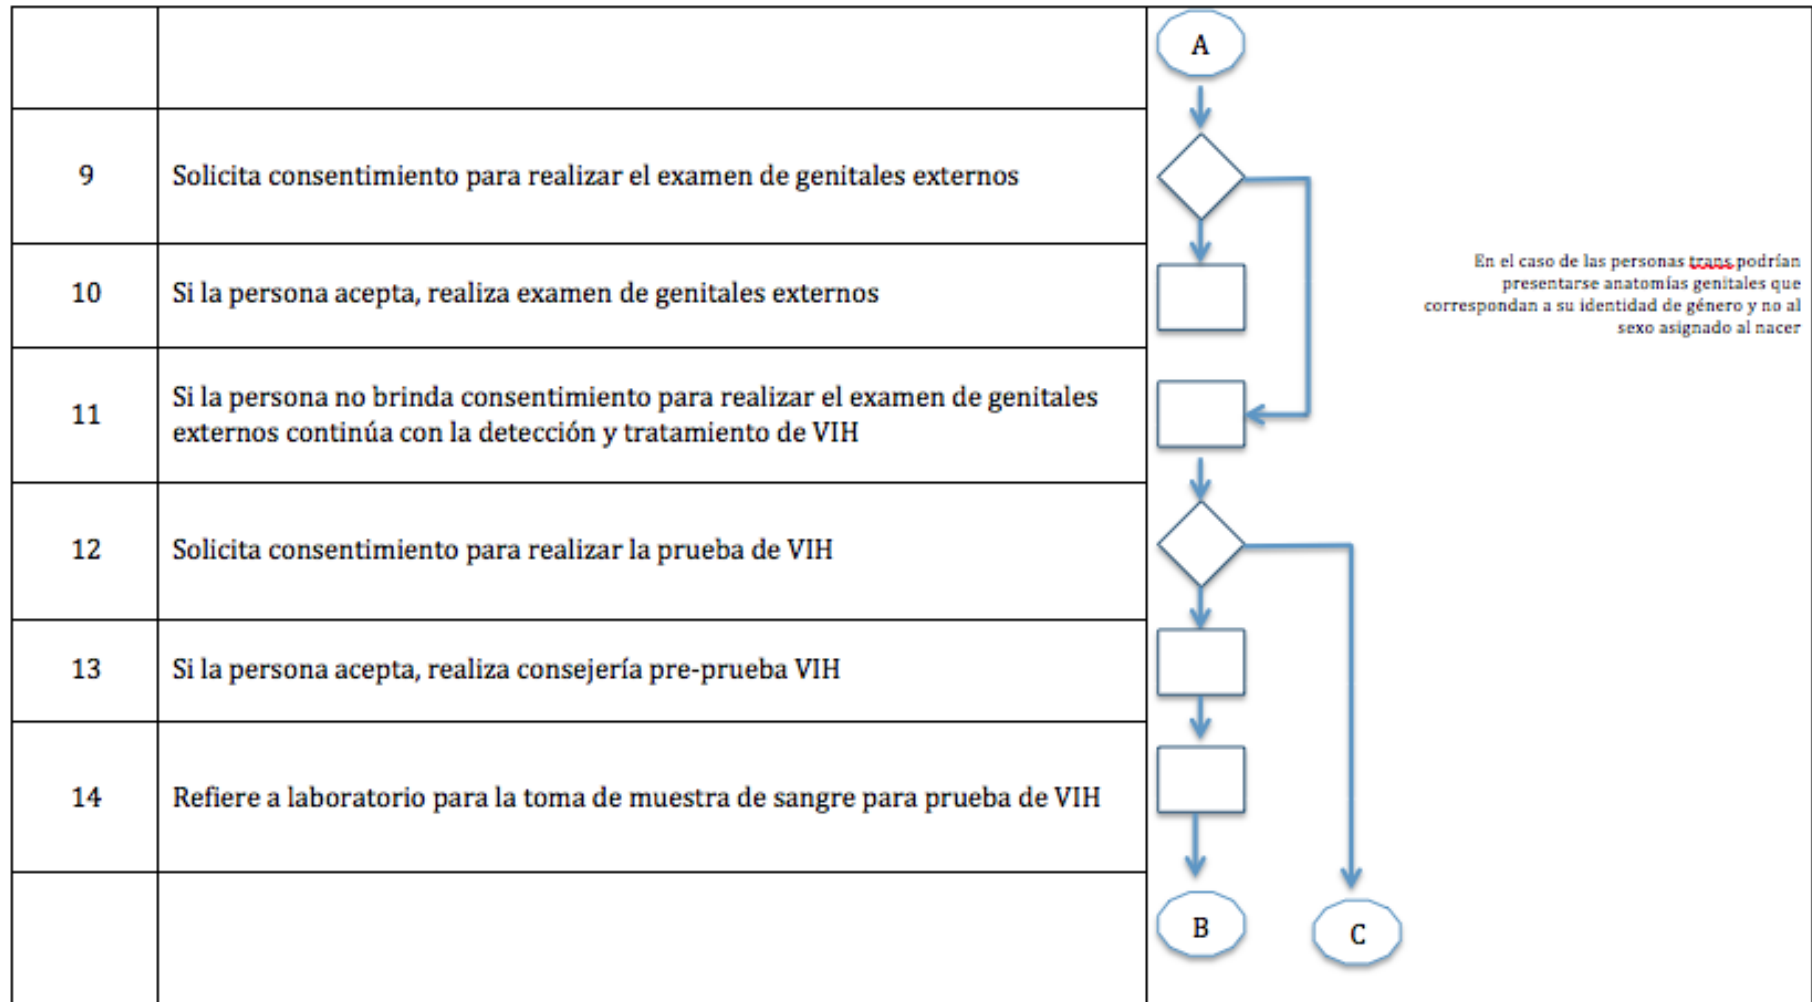 A
9
Solicita consentimiento para realizar el examen de genitales externos
En el caso de las personas trans podrían
presentarse anatomías genitales que
correspondan a su identidad de género y no al
sexo asignado al nacer
10
Si la persona acepta, realiza examen de genitales externos
11
Si la persona no brinda consentimiento para realizar el examen de genitales
externos continúa con la detección y tratamiento de VIH
12
Solicita consentimiento para realizar la prueba de VIH
13
Si la persona acepta, realiza consejería pre-prueba VIH
14
Refiere a laboratorio para la toma de muestra de sangre para prueba de VIH
B
C